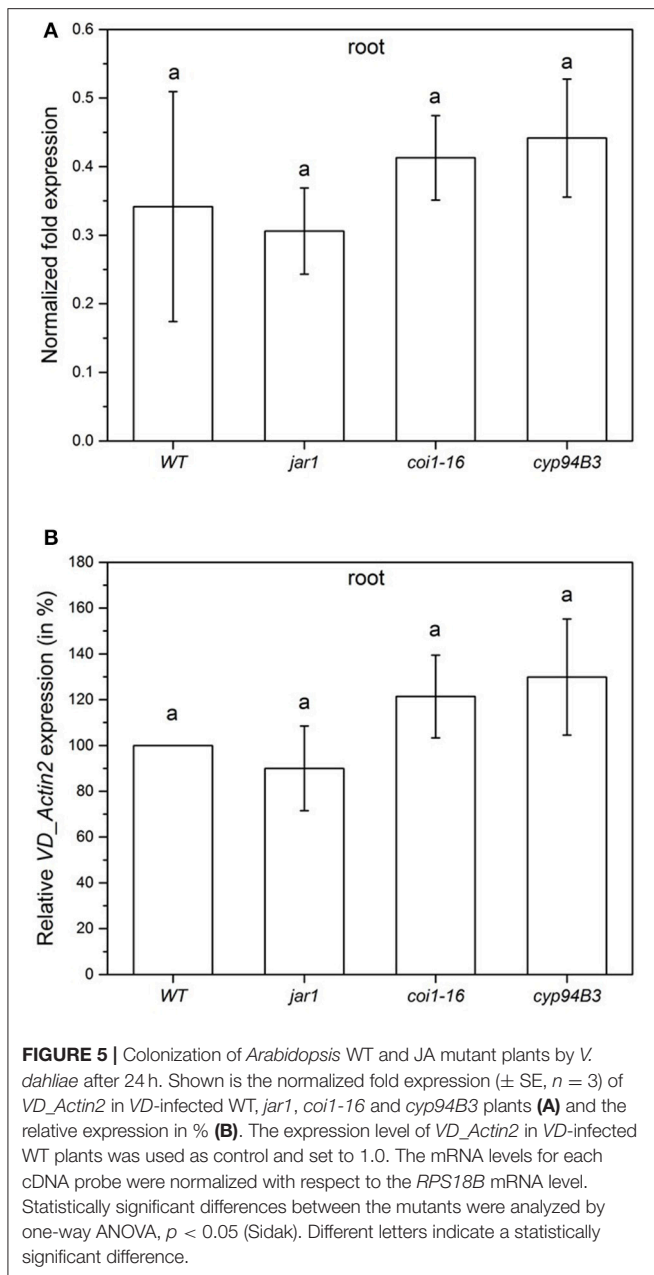 A
root
Normalized fold expression
0.6
0.5
0.4
0.3
0.2
0.1
0.0
a
a
a
a
WT
jar1
coi1-16
cyp94B3
B
root
Relative VD_Actin2 expression (in %)
180
160
140
120
100
80
60
40
20
0
a
a
a
a
WT
jar1
coi1-16
cyp94B3
FIGURE 5 | Colonization of Arabidopsis WT and JA mutant plants by V.
dahliae after 24 h. Shown is the normalized fold expression (± SE, n = 3) of
VD_Actin2 in VD-infected WT, jar1, coi1-16 and cyp94B3 plants (A) and the
relative expression in % (B). The expression level of VD_Actin2 in VD-infected
WT plants was used as control and set to 1.0. The mRNA levels for each
cDNA probe were normalized with respect to the RPS18B mRNA level.
Statistically significant differences between the mutants were analyzed by
one-way ANOVA, p < 0.05 (Sidak). Different letters indicate a statistically
significant difference.